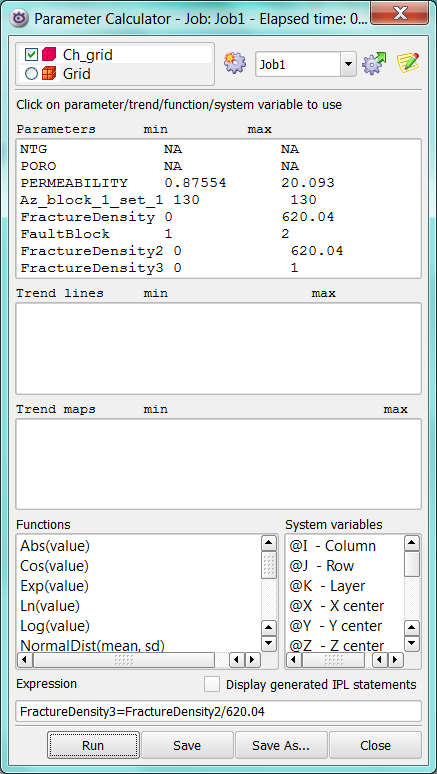 Parameter Calculator - Job: Job1 - Elapsed time: 0...
Ch_grid
Grid
Job1
Click on parameter/trend/function/system variable to use
Parameters min max
NTG NA NA
PORO NA NA
PERMEABILITY 0.87554 20.093
Az_block_1_set_1 130 130
FractureDensity 0 620.04
FaultBlock 1 2
FractureDensity2 0 620.04
FractureDensity3 0 1
Trend lines min max
Trend maps min max
Functions
Abs(value)
Cos(value)
Exp(value)
Ln(value)
Log(value)
NormalDist(mean, sd)
System variables
@I - Column
@J - Row
@K - Layer
@X - X center
@Y - Y center
@Z - Z center
Expression
Display generated IPL statements
FractureDensity3=FractureDensity2/620.04
Run Save Save As... Close